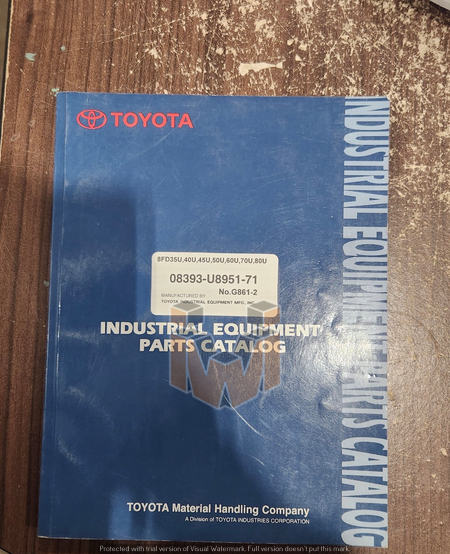 TOYOTA
INDUSTRIAL EQUIPMENT PARTS CATALOG
8FD35U,40U,45U,50U,60U,70U,80U
08393-U8951-71
No.G861-2
MANUFACTURED BY:
TOYOTA INDUSTRIAL EQUIPMENT MFG., INC.
INDUSTRIAL EQUIPMENT
PARTS CATALOG
TOYOTA Material Handling Company
A Division of TOYOTA INDUSTRIES CORPORATION
Protected with trial version of Visual Watermark. Full version doesn't put this mark.